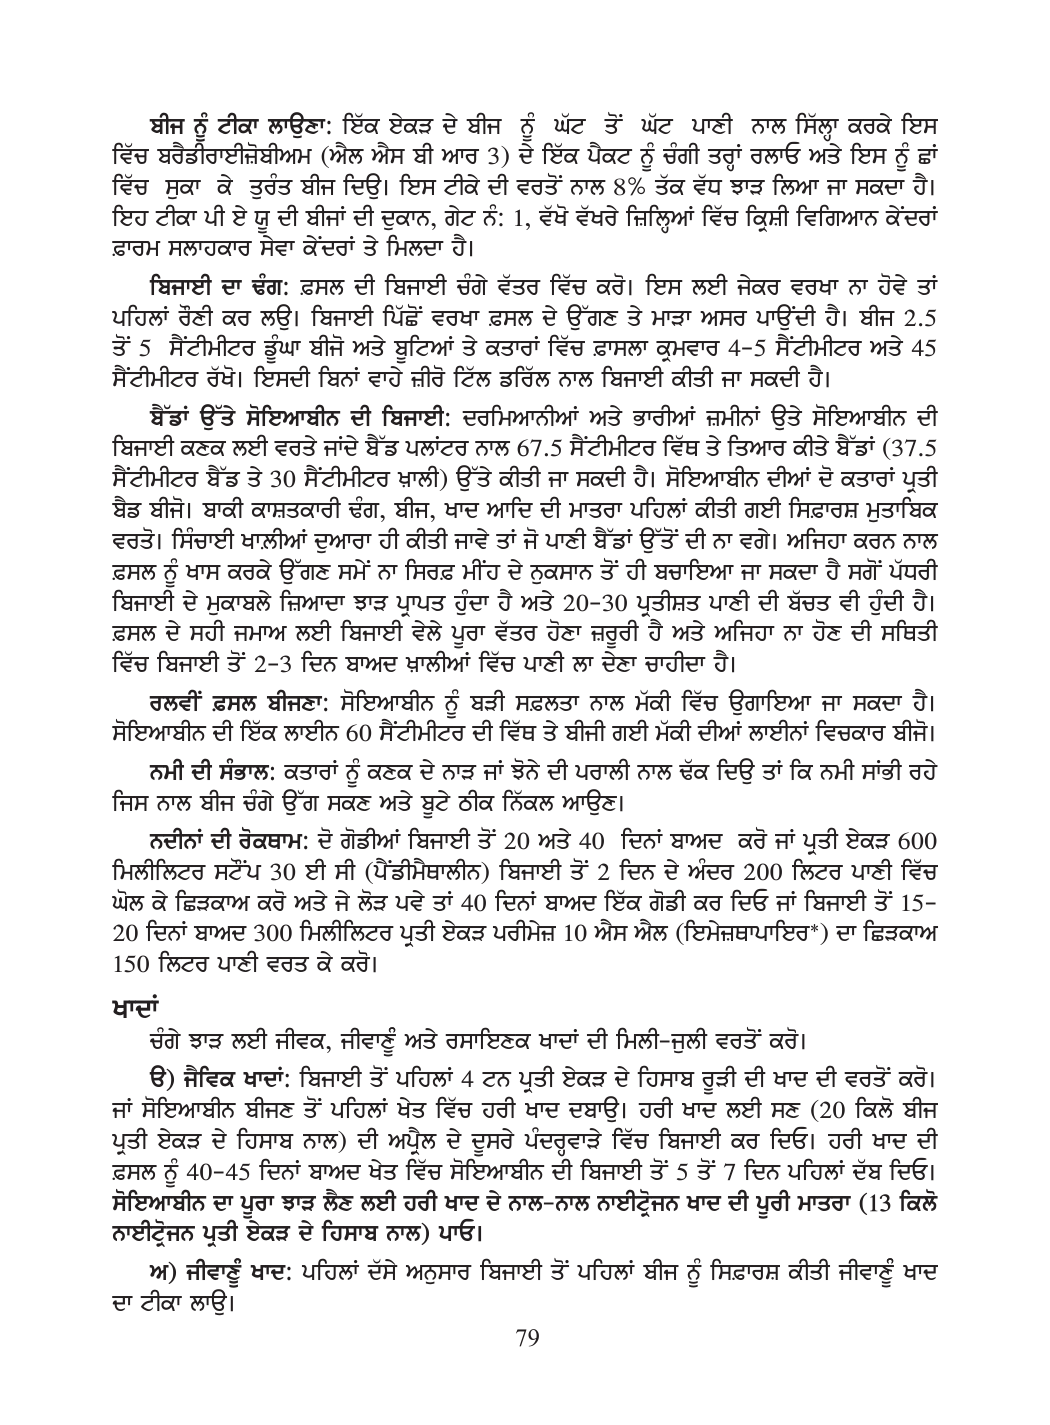 ਬੀਜ ਨੂੰ ਟੀਕਾ ਲਾਉਣਾ: ਇੱਕ ਏਕੜ ਦੇ ਬੀਜ ਨੂੰ ਘੱਟ ਤੋਂ ਘੱਟ ਪਾਣੀ ਨਾਲ ਸਿੱਲ੍ਹਾ ਕਰਕੇ ਇਸ
ਵਿੱਚ ਬਰੈਡੀਰਾਈਜ਼ੋਬੀਅਮ (ਐਲ ਐਸ ਬੀ ਆਰ 3) ਦੇ ਇੱਕ ਪੈਕਟ ਨੂੰ ਚੰਗੀ ਤਰ੍ਹਾਂ ਰਲਾਓ ਅਤੇ ਇਸ ਨੂੰ ਛਾਂ
ਵਿੱਚ ਸੁਕਾ ਕੇ ਤੁਰੰਤ ਬੀਜ ਦਿਉ। ਇਸ ਟੀਕੇ ਦੀ ਵਰਤੋਂ ਨਾਲ 8% ਤੱਕ ਵੱਧ ਝਾੜ ਲਿਆ ਜਾ ਸਕਦਾ ਹੈ।
ਇਹ ਟੀਕਾ ਪੀ ਏ ਯੂ ਦੀ ਬੀਜਾਂ ਦੀ ਦੁਕਾਨ, ਗੇਟ ਨੰ: 1, ਵੱਖੋ ਵੱਖਰੇ ਜ਼ਿਲ੍ਹਿਆਂ ਵਿੱਚ ਕ੍ਰਿਸ਼ੀ ਵਿਗਿਆਨ ਕੇਂਦਰਾਂ
ਫ਼ਾਰਮ ਸਲਾਹਕਾਰ ਸੇਵਾ ਕੇਂਦਰਾਂ ਤੇ ਮਿਲਦਾ ਹੈ।
ਬਿਜਾਈ ਦਾ ਢੰਗ: ਫ਼ਸਲ ਦੀ ਬਿਜਾਈ ਚੰਗੇ ਵੱਤਰ ਵਿੱਚ ਕਰੋ। ਇਸ ਲਈ ਜੇਕਰ ਵਰਖਾ ਨਾ ਹੋਵੇ ਤਾਂ
ਪਹਿਲਾਂ ਰੌਣੀ ਕਰ ਲਉ। ਬਿਜਾਈ ਪਿੱਛੋਂ ਵਰਖਾ ਫ਼ਸਲ ਦੇ ਉੱਗਣ ਤੇ ਮਾੜਾ ਅਸਰ ਪਾਉਂਦੀ ਹੈ। ਬੀਜ 2.5
ਤੋਂ 5 ਸੈਂਟੀਮੀਟਰ ਡੂੰਘਾ ਬੀਜੋ ਅਤੇ ਬੂਟਿਆਂ ਤੇ ਕਤਾਰਾਂ ਵਿੱਚ ਫ਼ਾਸਲਾ ਕ੍ਰਮਵਾਰ 4-5 ਸੈਂਟੀਮੀਟਰ ਅਤੇ 45
ਸੈਂਟੀਮੀਟਰ ਰੱਖੋ। ਇਸਦੀ ਬਿਨਾਂ ਵਾਹੇ ਜ਼ੀਰੋ ਟਿੱਲ ਡਰਿੱਲ ਨਾਲ ਬਿਜਾਈ ਕੀਤੀ ਜਾ ਸਕਦੀ ਹੈ।
ਬੈੱਡਾਂ ਉੱਤੇ ਸੋਇਆਬੀਨ ਦੀ ਬਿਜਾਈ: ਦਰਮਿਆਨੀਆਂ ਅਤੇ ਭਾਰੀਆਂ ਜ਼ਮੀਨਾਂ ਉਤੇ ਸੋਇਆਬੀਨ ਦੀ
ਬਿਜਾਈ ਕਣਕ ਲਈ ਵਰਤੇ ਜਾਂਦੇ ਬੈੱਡ ਪਲਾਂਟਰ ਨਾਲ 67.5 ਸੈਂਟੀਮੀਟਰ ਵਿੱਥ ਤੇ ਤਿਆਰ ਕੀਤੇ ਬੈੱਡਾਂ (37.5
ਸੈਂਟੀਮੀਟਰ ਬੈੱਡ ਤੇ 30 ਸੈਂਟੀਮੀਟਰ ਖ਼ਾਲੀ) ਉੱਤੇ ਕੀਤੀ ਜਾ ਸਕਦੀ ਹੈ। ਸੋਇਆਬੀਨ ਦੀਆਂ ਦੋ ਕਤਾਰਾਂ ਪ੍ਰਤੀ
ਬੈਡ ਬੀਜੋ। ਬਾਕੀ ਕਾਸ਼ਤਕਾਰੀ ਢੰਗ, ਬੀਜ, ਖਾਦ ਆਦਿ ਦੀ ਮਾਤਰਾ ਪਹਿਲਾਂ ਕੀਤੀ ਗਈ ਸਿਫ਼ਾਰਸ਼ ਮੁਤਾਬਿਕ
ਵਰਤੋ। ਸਿੰਚਾਈ ਖਾਲ਼ੀਆਂ ਦੁਆਰਾ ਹੀ ਕੀਤੀ ਜਾਵੇ ਤਾਂ ਜੋ ਪਾਣੀ ਬੈੱਡਾਂ ਉੱਤੋਂ ਦੀ ਨਾ ਵਗੇ। ਅਜਿਹਾ ਕਰਨ ਨਾਲ
ਫ਼ਸਲ ਨੂੰ ਖਾਸ ਕਰਕੇ ਉੱਗਣ ਸਮੇਂ ਨਾ ਸਿਰਫ਼ ਮੀਂਹ ਦੇ ਨੁਕਸਾਨ ਤੋਂ ਹੀ ਬਚਾਇਆ ਜਾ ਸਕਦਾ ਹੈ ਸਗੋਂ ਪੱਧਰੀ
ਬਿਜਾਈ ਦੇ ਮੁਕਾਬਲੇ ਜ਼ਿਆਦਾ ਝਾੜ ਪ੍ਰਾਪਤ ਹੁੰਦਾ ਹੈ ਅਤੇ 20-30 ਪ੍ਰਤੀਸ਼ਤ ਪਾਣੀ ਦੀ ਬੱਚਤ ਵੀ ਹੁੰਦੀ ਹੈ।
ਫ਼ਸਲ ਦੇ ਸਹੀ ਜਮਾਅ ਲਈ ਬਿਜਾਈ ਵੇਲੇ ਪੂਰਾ ਵੱਤਰ ਹੋਣਾ ਜ਼ਰੂਰੀ ਹੈ ਅਤੇ ਅਜਿਹਾ ਨਾ ਹੋਣ ਦੀ ਸਥਿਤੀ
ਵਿੱਚ ਬਿਜਾਈ ਤੋਂ 2-3 ਦਿਨ ਬਾਅਦ ਖ਼ਾਲੀਆਂ ਵਿੱਚ ਪਾਣੀ ਲਾ ਦੇਣਾ ਚਾਹੀਦਾ ਹੈ।
ਰਲਵੀਂ ਫ਼ਸਲ ਬੀਜਣਾ: ਸੋਇਆਬੀਨ ਨੂੰ ਬੜੀ ਸਫ਼ਲਤਾ ਨਾਲ ਮੱਕੀ ਵਿੱਚ ਉਗਾਇਆ ਜਾ ਸਕਦਾ ਹੈ।
ਸੋਇਆਬੀਨ ਦੀ ਇੱਕ ਲਾਈਨ 60 ਸੈਂਟੀਮੀਟਰ ਦੀ ਵਿੱਥ ਤੇ ਬੀਜੀ ਗਈ ਮੱਕੀ ਦੀਆਂ ਲਾਈਨਾਂ ਵਿਚਕਾਰ ਬੀਜੋ।
ਨਮੀ ਦੀ ਸੰਭਾਲ: ਕਤਾਰਾਂ ਨੂੰ ਕਣਕ ਦੇ ਨਾੜ ਜਾਂ ਝੋਨੇ ਦੀ ਪਰਾਲੀ ਨਾਲ ਢੱਕ ਦਿਉ ਤਾਂ ਕਿ ਨਮੀ ਸਾਂਭੀ ਰਹੇ
ਜਿਸ ਨਾਲ ਬੀਜ ਚੰਗੇ ਉੱਗ ਸਕਣ ਅਤੇ ਬੂਟੇ ਠੀਕ ਨਿੱਕਲ ਆਉਣ।
ਨਦੀਨਾਂ ਦੀ ਰੋਕਥਾਮ: ਦੋ ਗੋਡੀਆਂ ਬਿਜਾਈ ਤੋਂ 20 ਅਤੇ 40 ਦਿਨਾਂ ਬਾਅਦ ਕਰੋ ਜਾਂ ਪ੍ਰਤੀ ਏਕੜ 600
ਮਿਲੀਲਿਟਰ ਸਟੌਂਪ 30 ਈ ਸੀ (ਪੈਂਡੀਮੈਥਾਲੀਨ) ਬਿਜਾਈ ਤੋਂ 2 ਦਿਨ ਦੇ ਅੰਦਰ 200 ਲਿਟਰ ਪਾਣੀ ਵਿੱਚ
ਘੋਲ ਕੇ ਛਿੜਕਾਅ ਕਰੋ ਅਤੇ ਜੇ ਲੋੜ ਪਵੇ ਤਾਂ 40 ਦਿਨਾਂ ਬਾਅਦ ਇੱਕ ਗੋਡੀ ਕਰ ਦਿਓ ਜਾਂ ਬਿਜਾਈ ਤੋਂ 15-
20 ਦਿਨਾਂ ਬਾਅਦ 300 ਮਿਲੀਲਿਟਰ ਪ੍ਰਤੀ ਏਕੜ ਪਰੀਮੇਜ਼ 10 ਐਸ ਐਲ (ਇਮੇਜ਼ਥਾਪਾਇਰ*) ਦਾ ਛਿੜਕਾਅ
150 ਲਿਟਰ ਪਾਣੀ ਵਰਤ ਕੇ ਕਰੋ।
ਖਾਦਾਂ
ਚੰਗੇ ਝਾੜ ਲਈ ਜੀਵਕ, ਜੀਵਾਣੂੰ ਅਤੇ ਰਸਾਇਣਕ ਖਾਦਾਂ ਦੀ ਮਿਲੀ-ਜੁਲੀ ਵਰਤੋਂ ਕਰੋ।
ੳ) ਜੈਵਿਕ ਖਾਦਾਂ: ਬਿਜਾਈ ਤੋਂ ਪਹਿਲਾਂ 4 ਟਨ ਪ੍ਰਤੀ ਏਕੜ ਦੇ ਹਿਸਾਬ ਰੂੜੀ ਦੀ ਖਾਦ ਦੀ ਵਰਤੋਂ ਕਰੋ।
ਜਾਂ ਸੋਇਆਬੀਨ ਬੀਜਣ ਤੋਂ ਪਹਿਲਾਂ ਖੇਤ ਵਿੱਚ ਹਰੀ ਖਾਦ ਦਬਾਉ। ਹਰੀ ਖਾਦ ਲਈ ਸਣ (20 ਕਿਲੋ ਬੀਜ
ਪ੍ਰਤੀ ਏਕੜ ਦੇ ਹਿਸਾਬ ਨਾਲ) ਦੀ ਅਪ੍ਰੈਲ ਦੇ ਦੂਸਰੇ ਪੰਦਰ੍ਹਵਾੜੇ ਵਿੱਚ ਬਿਜਾਈ ਕਰ ਦਿਓ। ਹਰੀ ਖਾਦ ਦੀ
ਫ਼ਸਲ ਨੂੰ 40-45 ਦਿਨਾਂ ਬਾਅਦ ਖੇਤ ਵਿੱਚ ਸੋਇਆਬੀਨ ਦੀ ਬਿਜਾਈ ਤੋਂ 5 ਤੋਂ 7 ਦਿਨ ਪਹਿਲਾਂ ਦੱਬ ਦਿਓ।
ਸੋਇਆਬੀਨ ਦਾ ਪੂਰਾ ਝਾੜ ਲੈਣ ਲਈ ਹਰੀ ਖਾਦ ਦੇ ਨਾਲ-ਨਾਲ ਨਾਈਟ੍ਰੋਜਨ ਖਾਦ ਦੀ ਪੂਰੀ ਮਾਤਰਾ (13 ਕਿਲੋ
ਨਾਈਟ੍ਰੋਜਨ ਪ੍ਰਤੀ ਏਕੜ ਦੇ ਹਿਸਾਬ ਨਾਲ) ਪਾਓ।
ਅ) ਜੀਵਾਣੂੰ ਖਾਦ: ਪਹਿਲਾਂ ਦੱਸੇ ਅਨੁਸਾਰ ਬਿਜਾਈ ਤੋਂ ਪਹਿਲਾਂ ਬੀਜ ਨੂੰ ਸਿਫ਼ਾਰਸ਼ ਕੀਤੀ ਜੀਵਾਣੂੰ ਖਾਦ
ਦਾ ਟੀਕਾ ਲਾਉ।
79